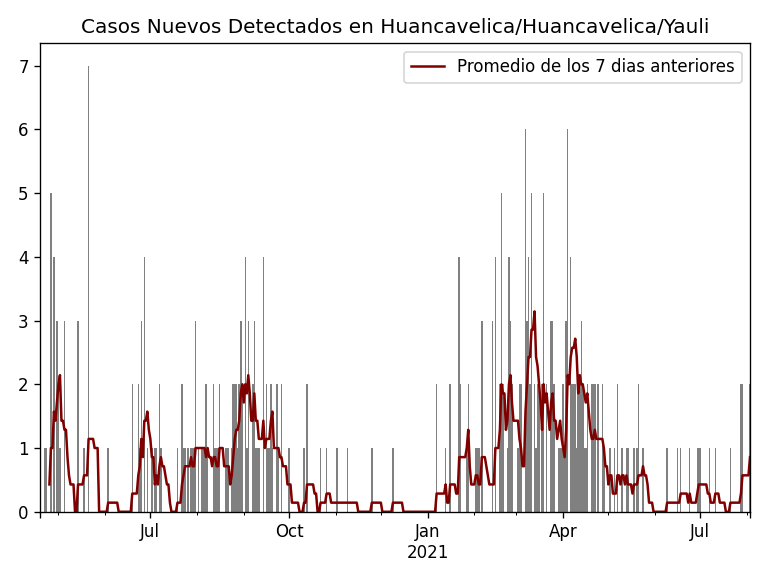 Casos Nuevos Detectados en Huancavelica/Huancavelica/Yauli
Promedio de los 7 dias anteriores
7
6
5
4
3
2
1
0
Jul
Oct
Jan
Apr
Jul
2021